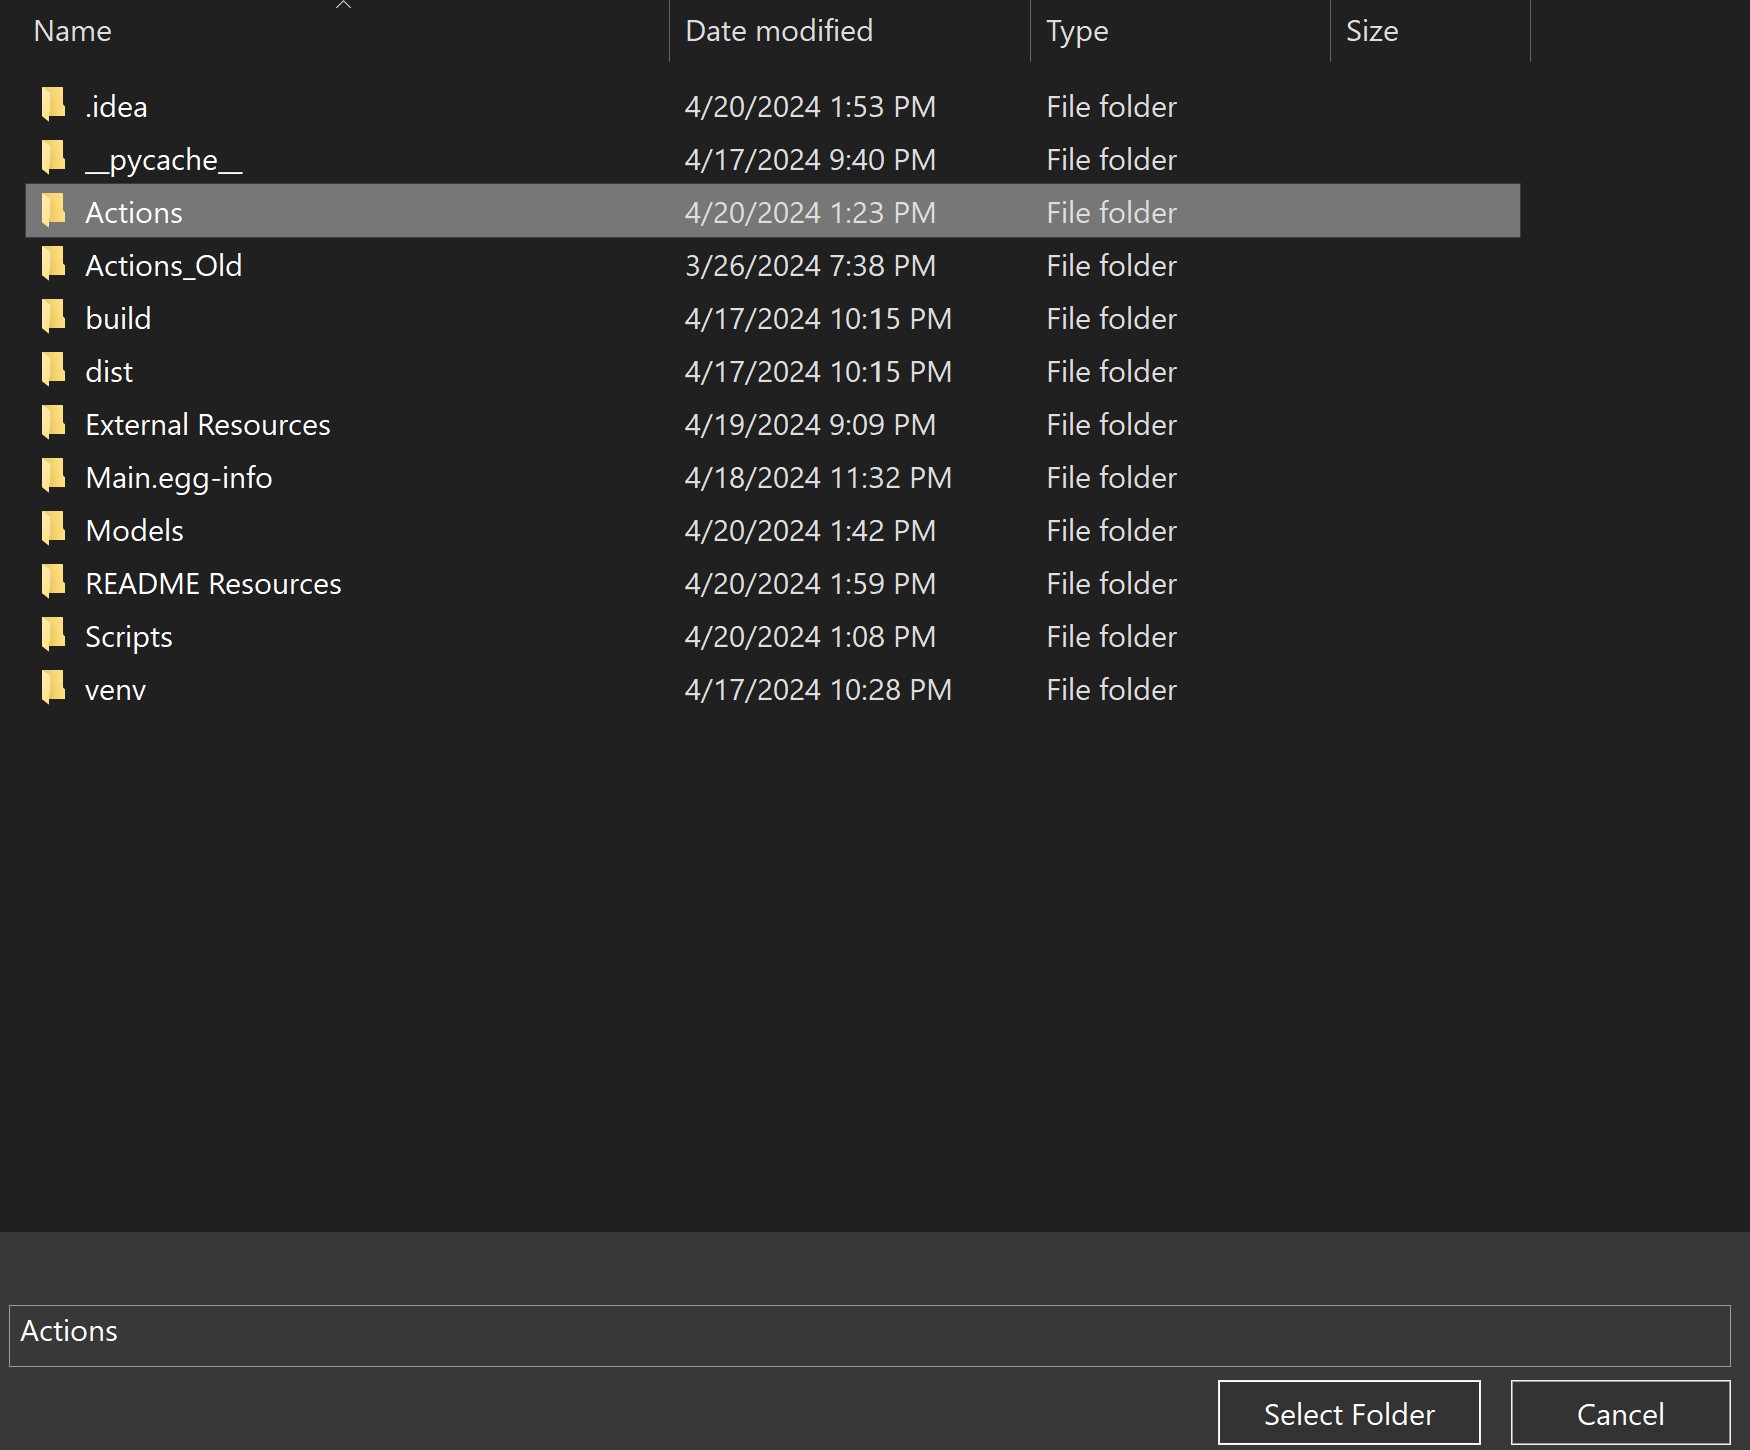 Name Date modified Type Size
.idea 4/20/2024 1:53 PM File folder
__pycache__ 4/17/2024 9:40 PM File folder
Actions 4/20/2024 1:23 PM File folder
Actions_Old 3/26/2024 7:38 PM File folder
build 4/17/2024 10:15 PM File folder
dist 4/17/2024 10:15 PM File folder
External Resources 4/19/2024 9:09 PM File folder
Main.egg-info 4/18/2024 11:32 PM File folder
Models 4/20/2024 1:42 PM File folder
README Resources 4/20/2024 1:59 PM File folder
Scripts 4/20/2024 1:08 PM File folder
venv 4/17/2024 10:28 PM File folder
Actions
Select Folder Cancel